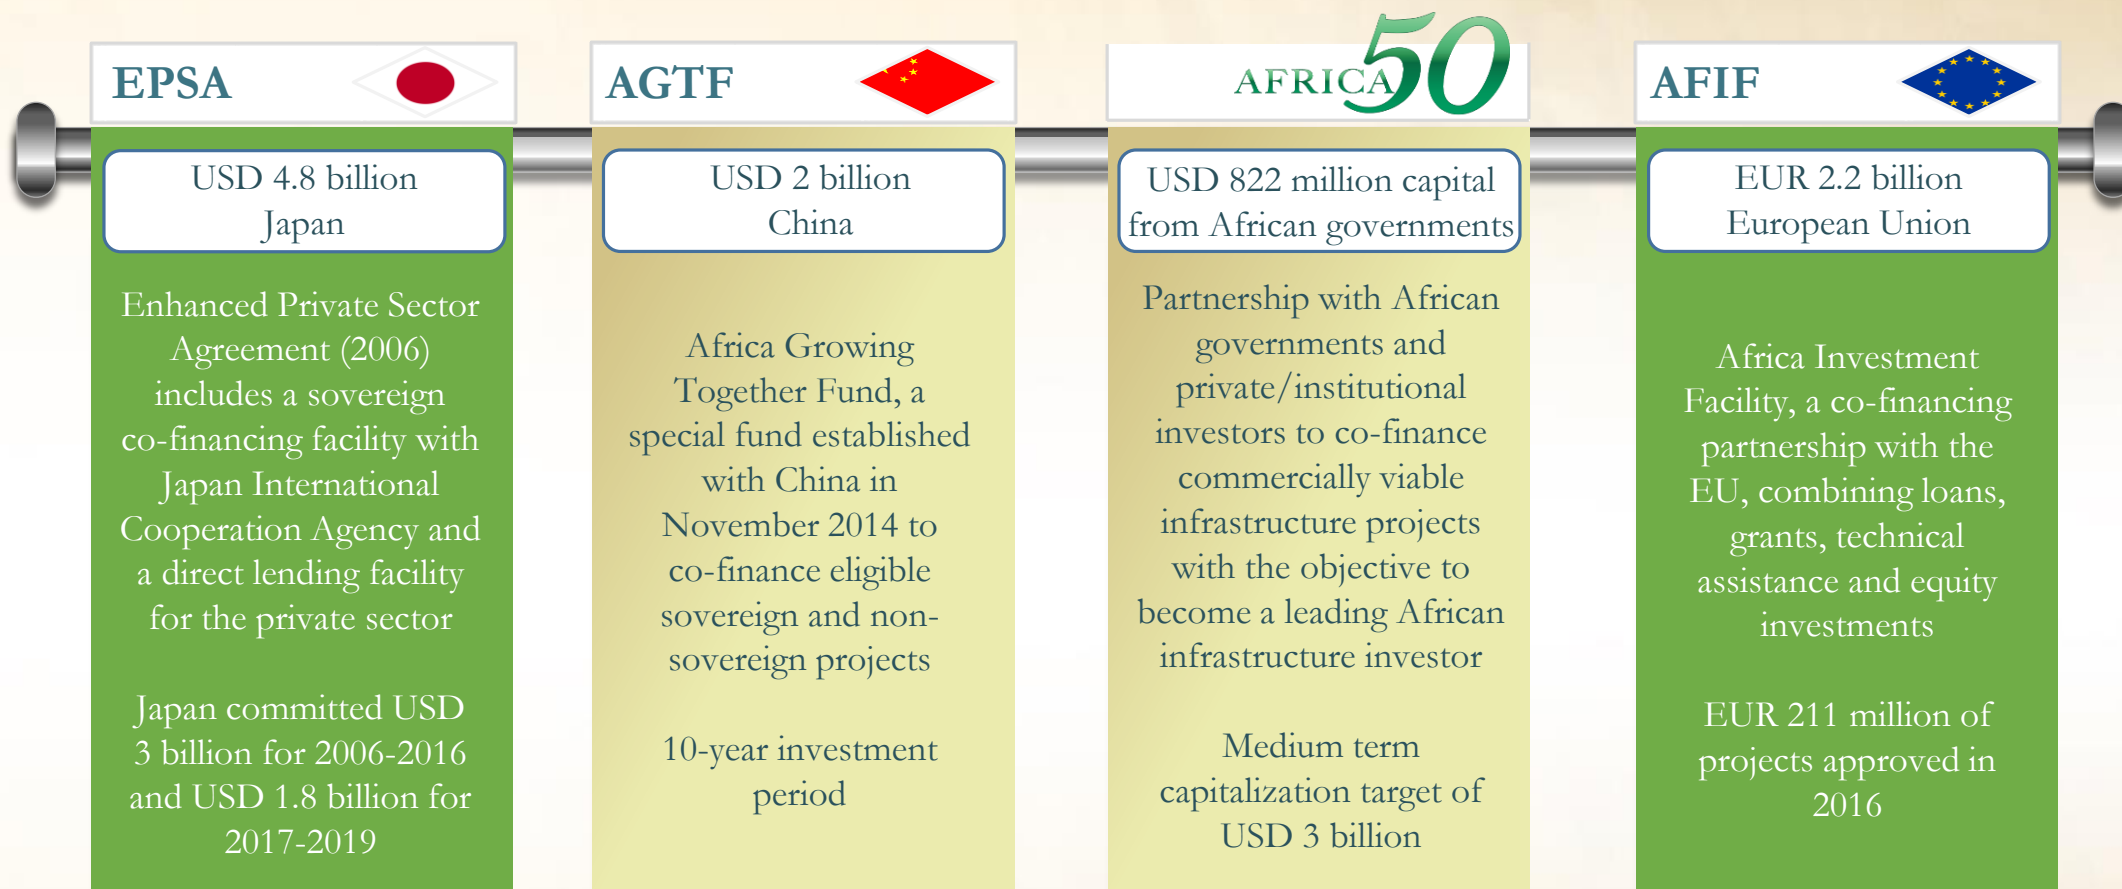 EPSA
USD 4.8 billion
Japan
Enhanced Private Sector
Agreement (2006)
includes a sovereign
co-financing facility with
Japan International
Cooperation Agency and
a direct lending facility
for the private sector
Japan committed USD
3 billion for 2006-2016
and USD 1.8 billion for
2017-2019
AGTF
USD 2 billion
China
Africa Growing
Together Fund, a
special fund established
with China in
November 2014 to
co-finance eligible
sovereign and non-
sovereign projects
10-year investment
period
AFRICA50
USD 822 million capital
from African governments
Partnership with African
governments and
private/institutional
investors to co-finance
commercially viable
infrastructure projects
with the objective to
become a leading African
infrastructure investor
Medium term
capitalization target of
USD 3 billion
AFIF
EUR 2.2 billion
European Union
Africa Investment
Facility, a co-financing
partnership with the
EU, combining loans,
grants, technical
assistance and equity
investments
EUR 211 million of
projects approved in
2016